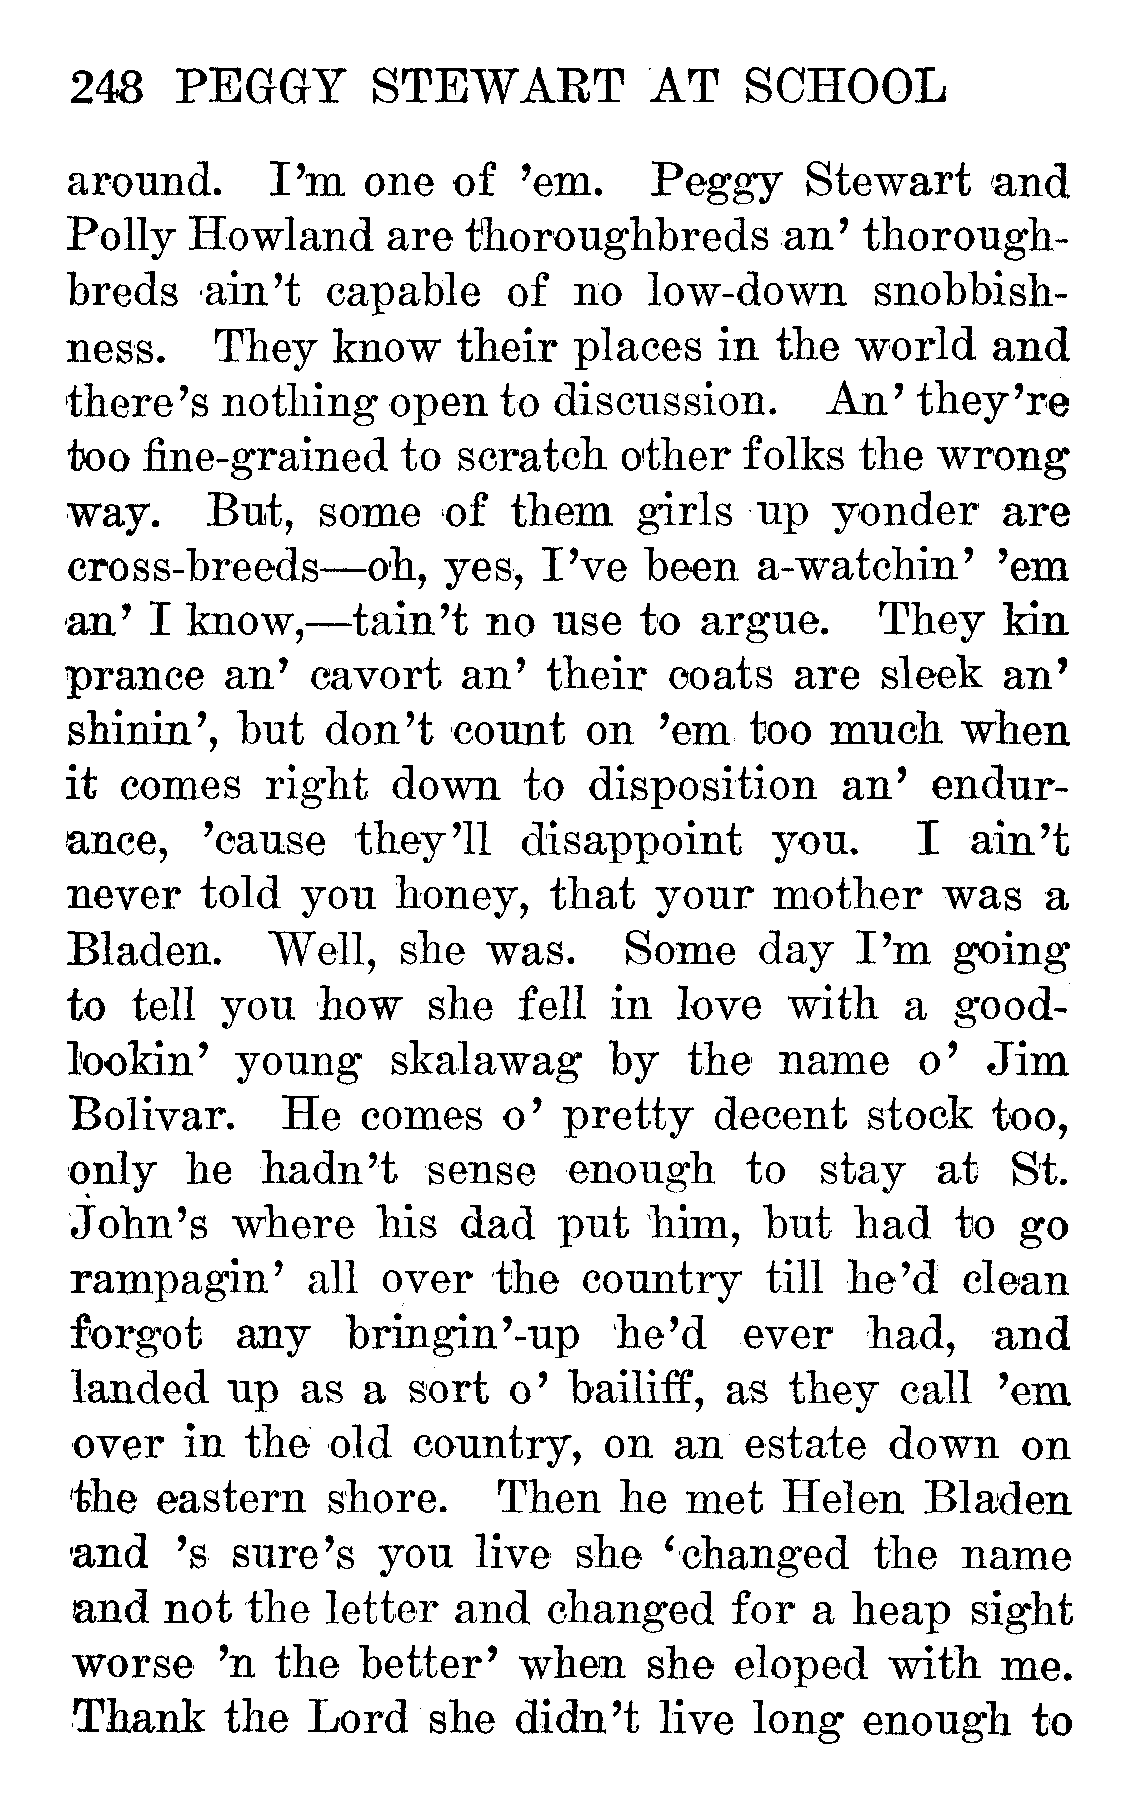 248 PEGGY STEWART AT SCHOOL
around. I'm one of 'em. Peggy Stewart and
Polly Howland are thoroughbreds an' thorough-
breds ain't capable of no low-down snobbish-
ness. They know their places in the world and
there's nothing open to discussion. An' they're
too fine-grained to scratch other folks the wrong
way. But, some of them girls up yonder are
cross-breeds—oh, yes, I've been a-watchin' 'em
an' I know,—tain't no use to argue. They kin
prance an' cavort an' their coats are sleek an'
shinin', but don't count on 'em too much when
it comes right down to disposition an' endur-
ance, 'cause they'll disappoint you. I ain't
never told you honey, that your mother was a
Bladen. Well, she was. Some day I'm going
to tell you how she fell in love with a good-
lookin' young skalawag by the name o' Jim
Bolivar. He comes o' pretty decent stock too,
only he hadn't sense enough to stay at St.
John's where his dad put him, but had to go
rampagin' all over the country till he'd clean
forgot any bringin'-up he'd ever had, and
landed up as a sort o' bailiff, as they call 'em
over in the old country, on an estate down on
the eastern shore. Then he met Helen Bladen
and 's sure's you live she 'changed the name
and not the letter and changed for a heap sight
worse 'n the better' when she eloped with me.
Thank the Lord she didn't live long enough to